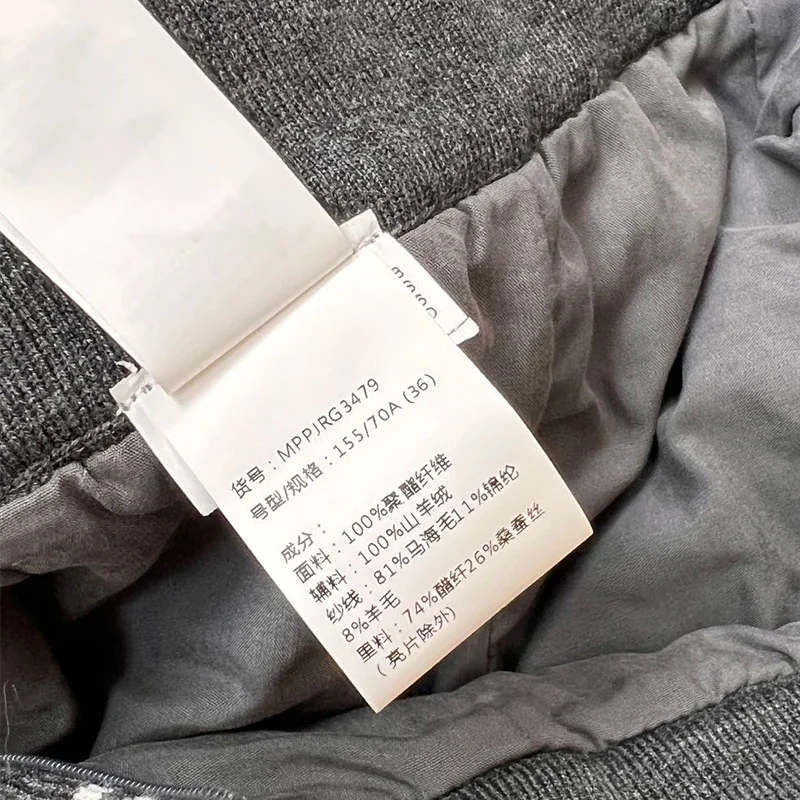 货号：MPPJRG3479
号型/规格：155/70A (36)
成分：
面料：100%聚酯纤维
辅料：100%山羊绒
纱线：81%马海毛11%锦纶
8%羊毛
里料：74%醋纤26%桑蚕丝
（亮片除外）